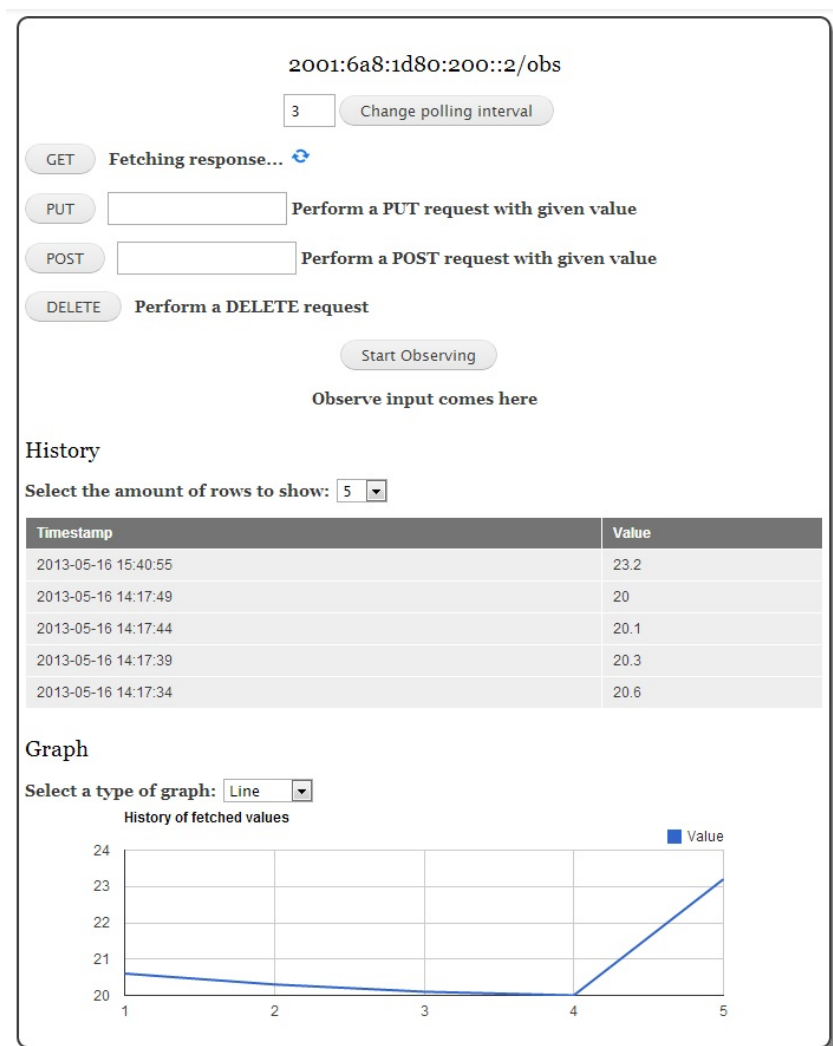 2001:6a8:1d80:200::2/obs
3 Change polling interval
GET Fetching response...
PUT Perform a PUT request with given value
POST Perform a POST request with given value
DELETE Perform a DELETE request
Start Observing
Observe input comes here
History
Select the amount of rows to show: 5
Timestamp Value
2013-05-16 15:40:55 23.2
2013-05-16 14:17:49 20
2013-05-16 14:17:44 20.1
2013-05-16 14:17:39 20.3
2013-05-16 14:17:34 20.6
Graph
Select a type of graph: Line
History of fetched values
Value
24
23
22
21
20
1 2 3 4 5